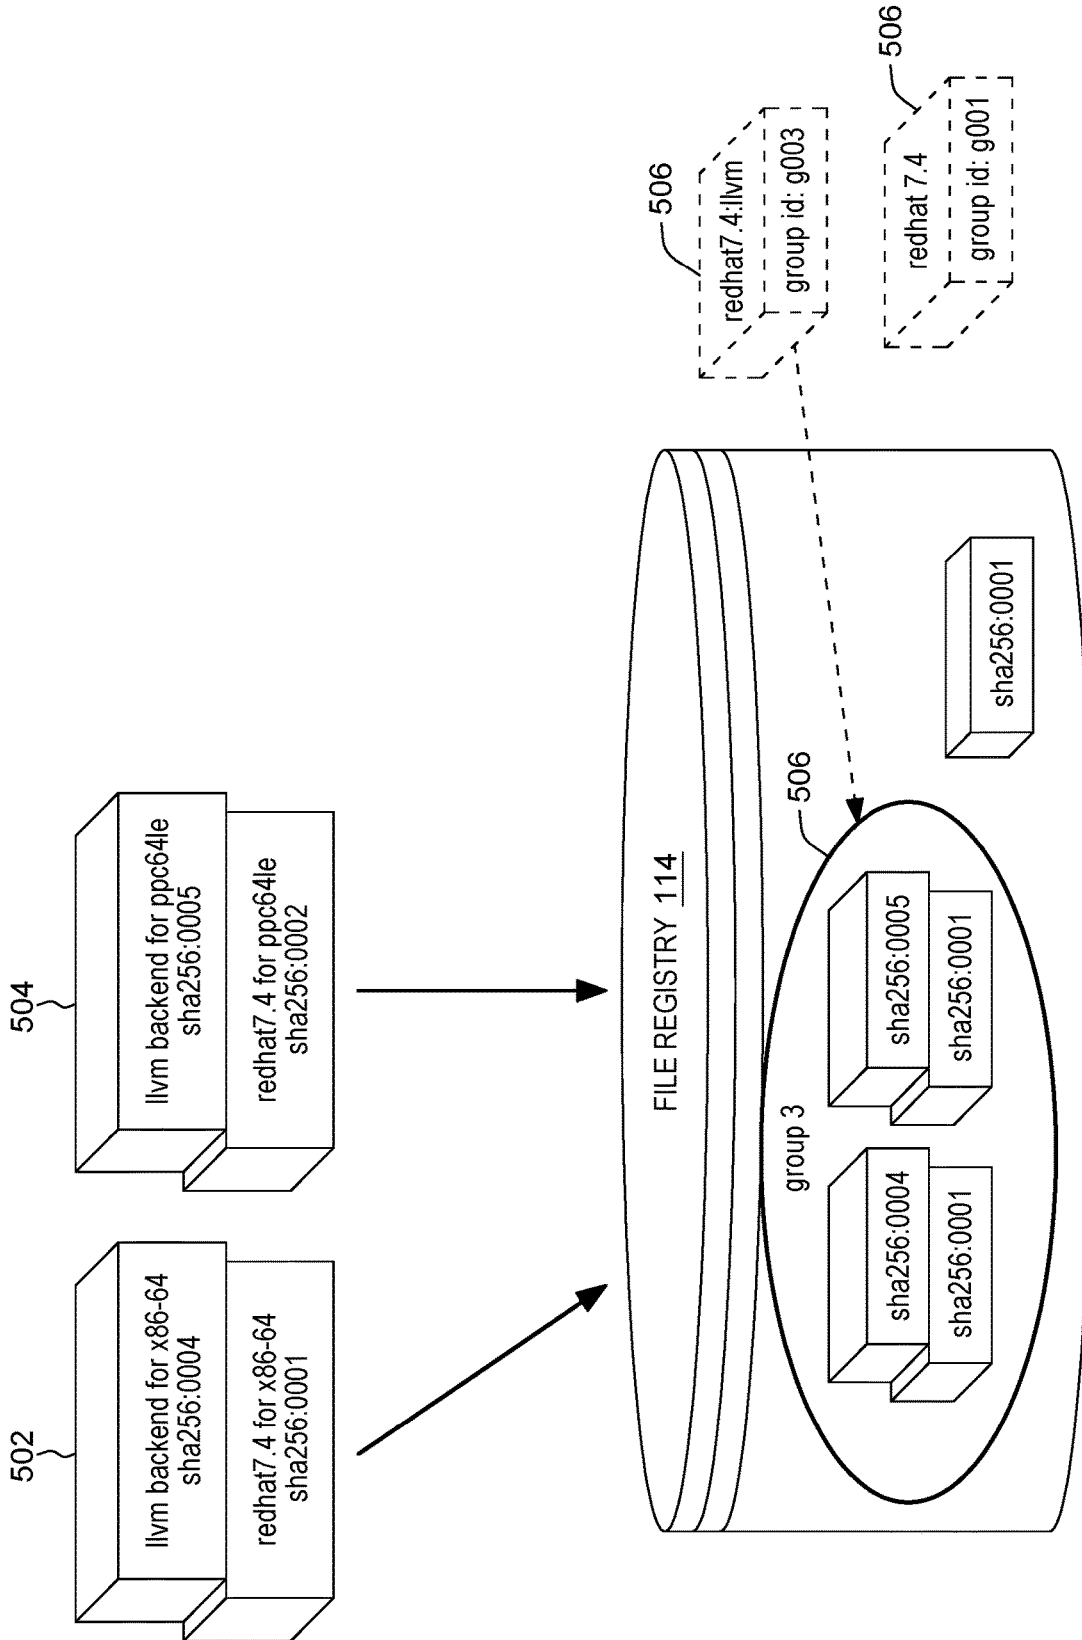 502
llvm backend for x86-64
sha256:0004
redhat7.4 for x86-64
sha256:0001
504
llvm backend for ppc64le
sha256:0005
redhat7.4 for ppc64le
sha256:0002
FILE REGISTRY 114
group 3
sha256:0004
sha256:0001
sha256:0005
sha256:0001
506
sha256:0001
506
redhat7.4:llvm
group id: g003
506
redhat 7.4
group id: g001